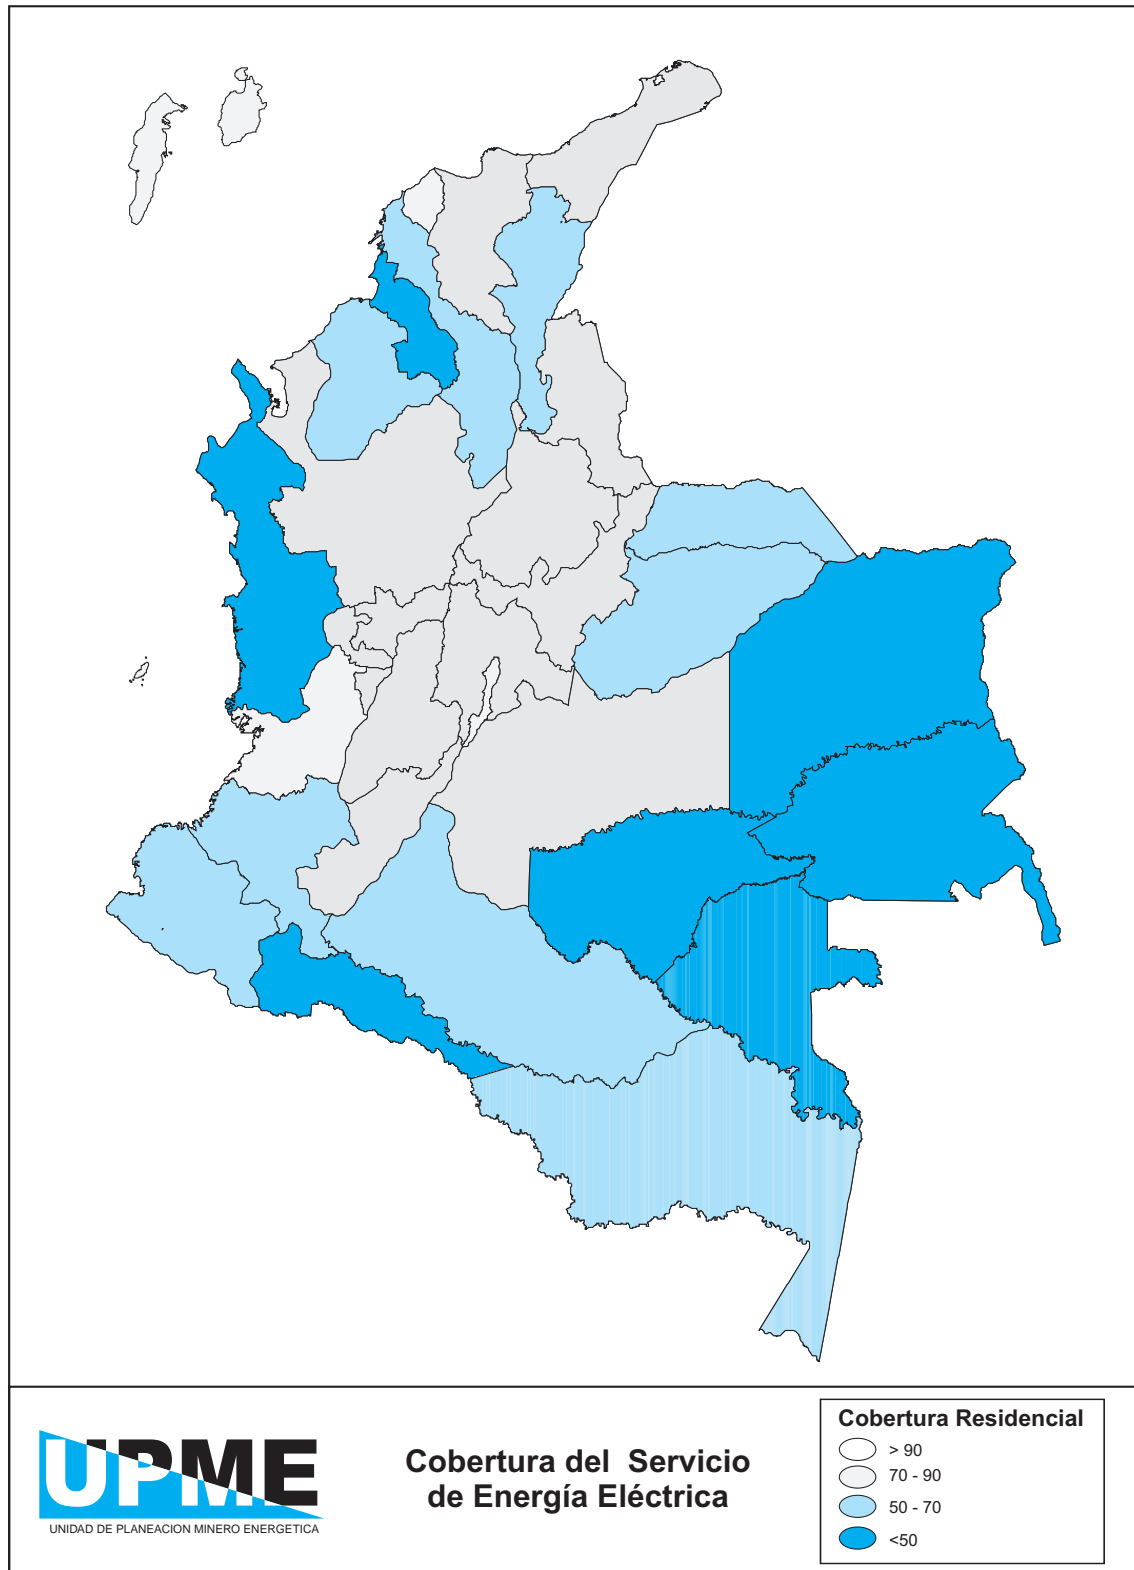 UPME
UNIDAD DE PLANEACION MINERO ENERGETICA
Cobertura del Servicio
de Energía Eléctrica
Cobertura Residencial
> 90
70 - 90
50 - 70
<50